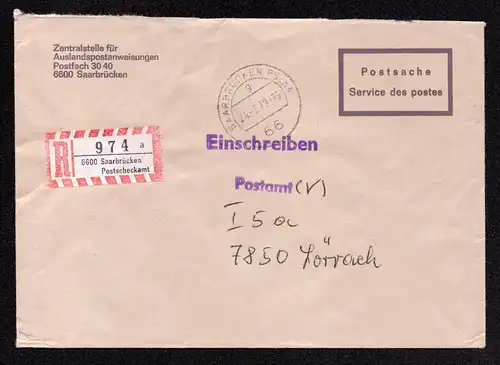 Zentralstelle für
Auslandspostanweisungen
Postfach 30 40
6600 Saarbrücken
Postsache
Service des postes
SAARBRÜCKEN
66
R
974 a
6600 Saarbrücken
Postscheckamt
Einschreiben
Postamt (V)
I 5a
7850 Lörrach